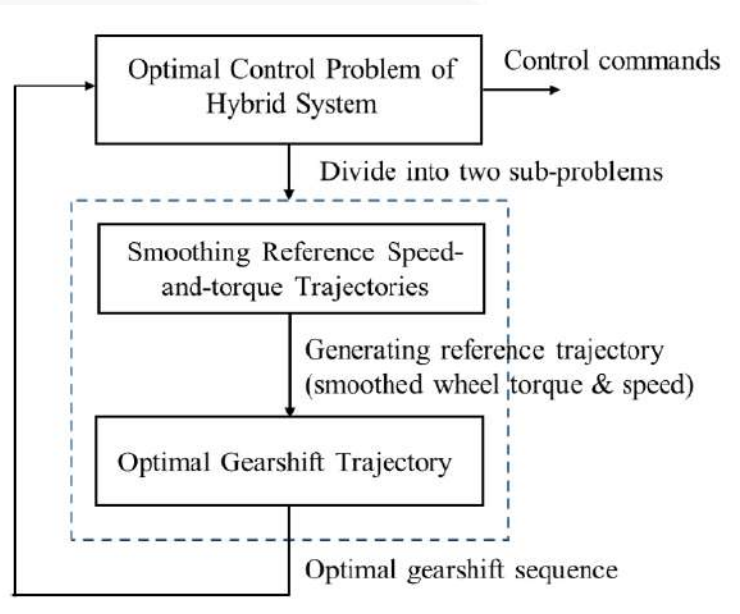 Optimal Control Problem of
Hybrid System
Control commands
Divide into two sub-problems
Smoothing Reference Speed-
and-torque Trajectories
Generating reference trajectory
(smoothed wheel torque & speed)
Optimal Gearshift Trajectory
Optimal gearshift sequence